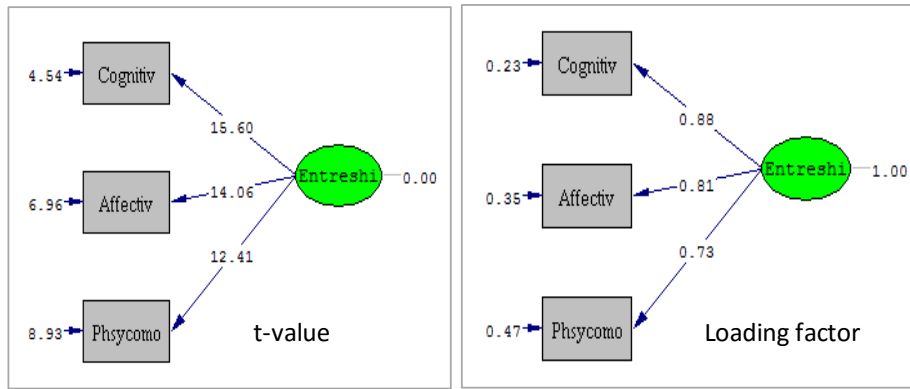 4.54
Cognitiv
15.60
Entreshi
0.00
6.96
Affectiv
14.06
12.41
8.93
Phsycomo
t-value
0.23
Cognitiv
0.88
Entreshi
1.00
0.35
Affectiv
0.81
0.73
0.47
Phsycomo
Loading factor